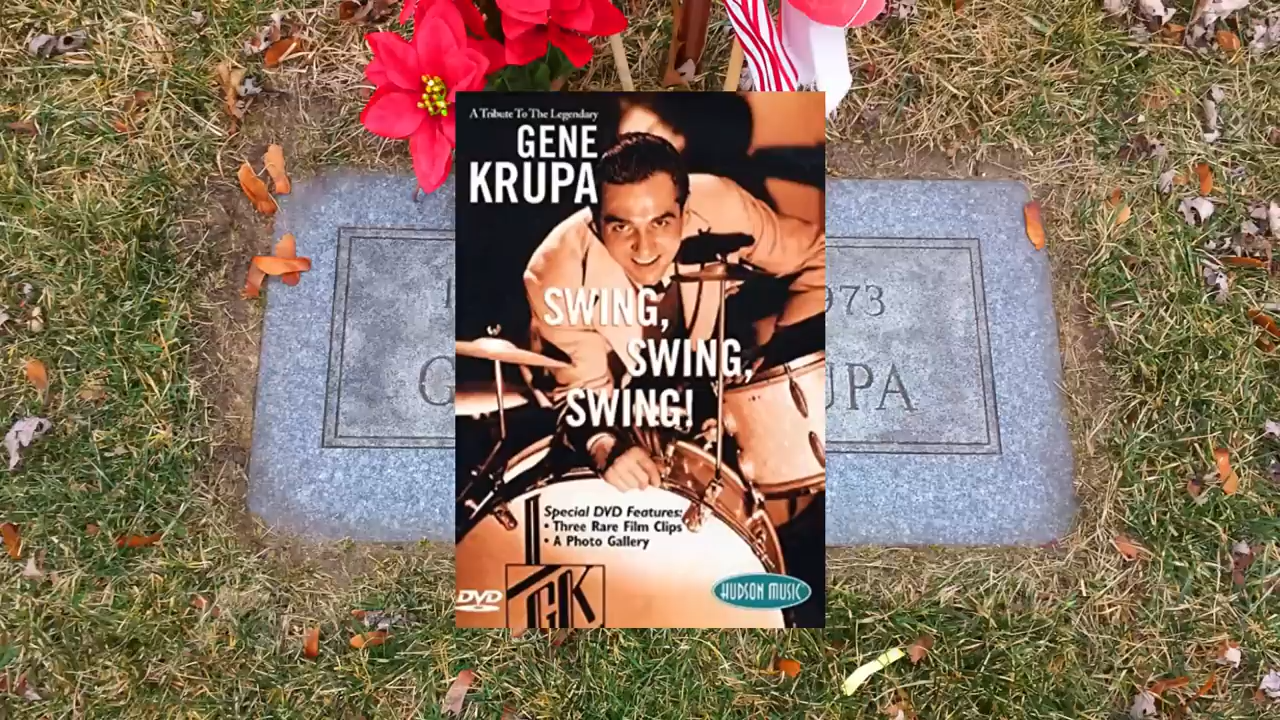 A Tribute To The Legendary
GENE
KRUPA
SWING,
SWING,
SWING!
973
G UPA
Special DVD Features:
• Three Rare Film Clips
• A Photo Gallery
DVD
GK
HUDSON MUSIC